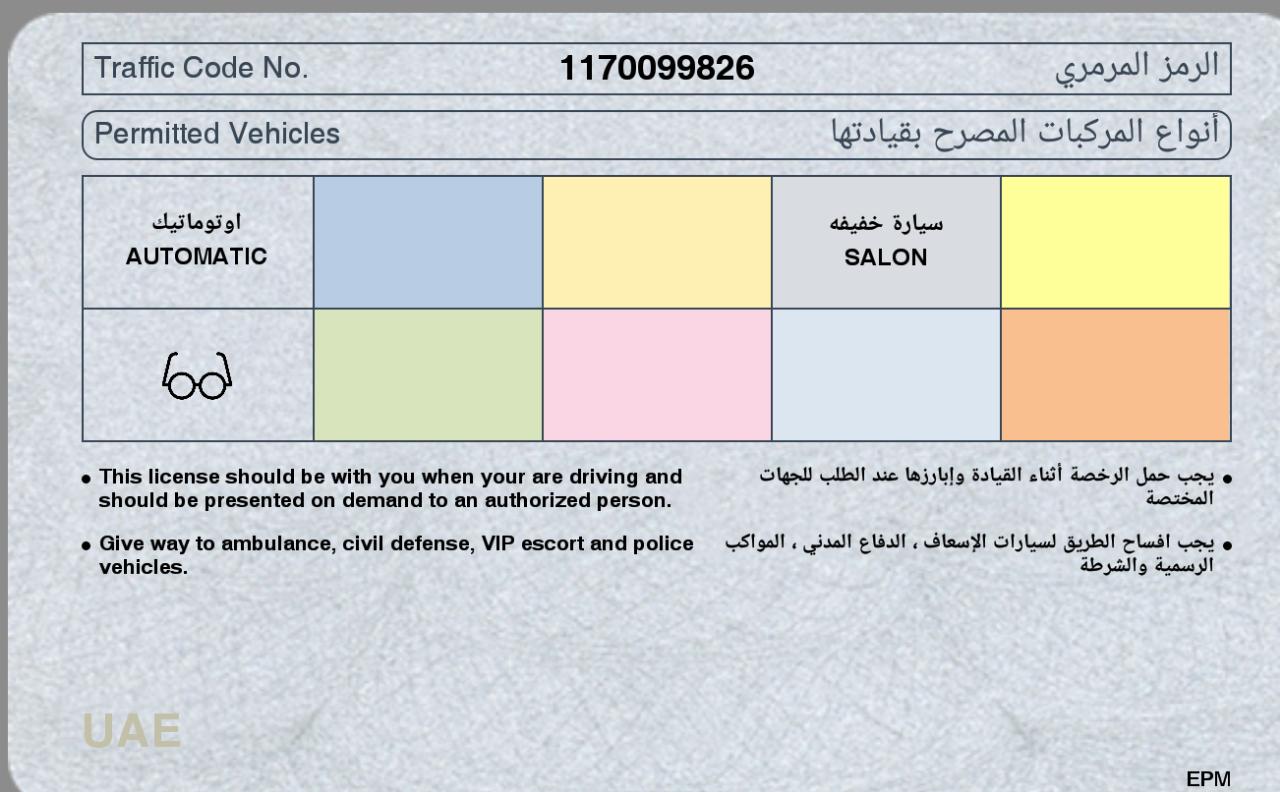 Traffic Code No. 1170099826 الرمز المرمري
Permitted Vehicles أنواع المركبات المصرح بقيادتها
اوتوماتيك
AUTOMATIC
سيارة خفيفه
SALON
• This license should be with you when your are driving and
should be presented on demand to an authorized person.
• يجب حمل الرخصة أثناء القيادة وإبارزها عند الطلب للجهات
المختصة
• Give way to ambulance, civil defense, VIP escort and police
vehicles.
• يجب افساح الطريق لسيارات الإسعاف ، الدفاع المدني ، المواكب
الرسمية والشرطة
UAE
EPM